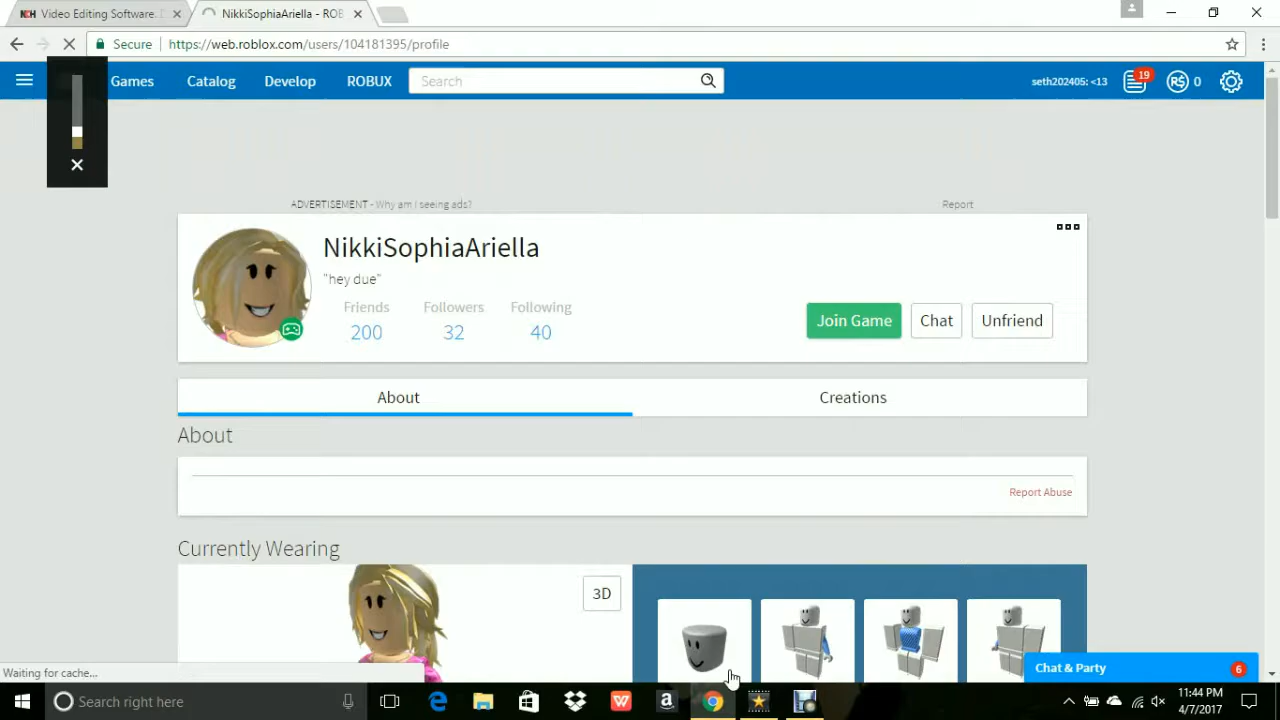 NCH Video Editing Software. D
NikkiSophiaAriella - ROB
Secure https://web.roblox.com/users/104181395/profile
Games Catalog Develop ROBUX Search seth202405: <13 19 R$ 0
ADVERTISEMENT - Why am I seeing ads? Report
NikkiSophiaAriella
"hey due"
Friends Followers Following
200 32 40
Join Game Chat Unfriend
About Creations
About
Report Abuse
Currently Wearing
3D
Waiting for cache...
Chat & Party 6
Search right here
11:44 PM
4/7/2017